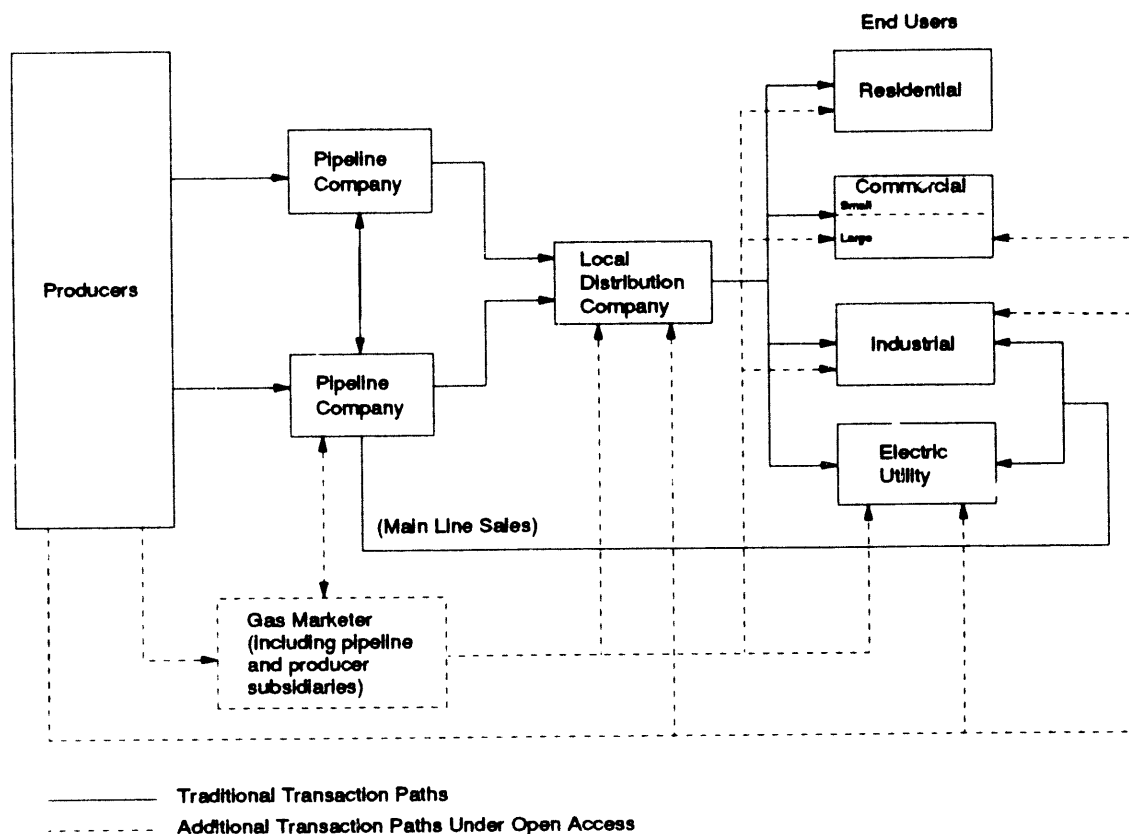 End Users
Residential
Pipeline
Company
Commercial
Small
Large
Producers
Local
Distribution
Company
Industrial
Pipeline
Company
Electric
Utility
(Main Line Sales)
Gas Marketer
(including pipeline
and producer
subsidiaries)
Traditional Transaction Paths
Additional Transaction Paths Under Open Access